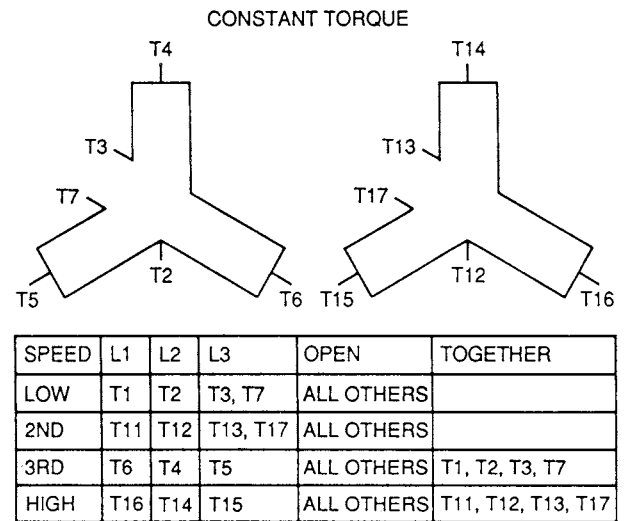 CONSTANT TORQUE
T4 T14
T3 T13
T7 T17
T2 T12
T5 T6 T15 T16
SPEED L1 L2 L3 OPEN TOGETHER
LOW T1 T2 T3, T7 ALL OTHERS
2ND T11 T12 T13, T17 ALL OTHERS
3RD T6 T4 T5 ALL OTHERS T1, T2, T3, T7
HIGH T16 T14 T15 ALL OTHERS T11, T12, T13, T17